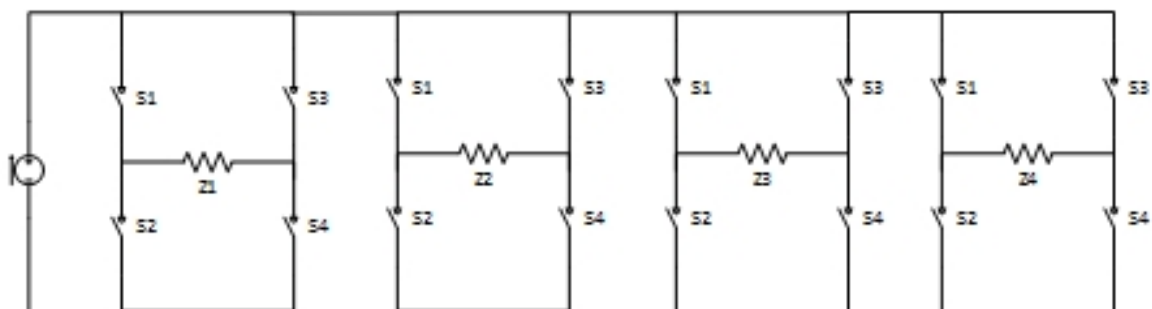 S1 S3 S1 S3 S1 S3 S1 S3
Z1 Z2 Z3 Z4
S2 S4 S2 S4 S2 S4 S2 S4